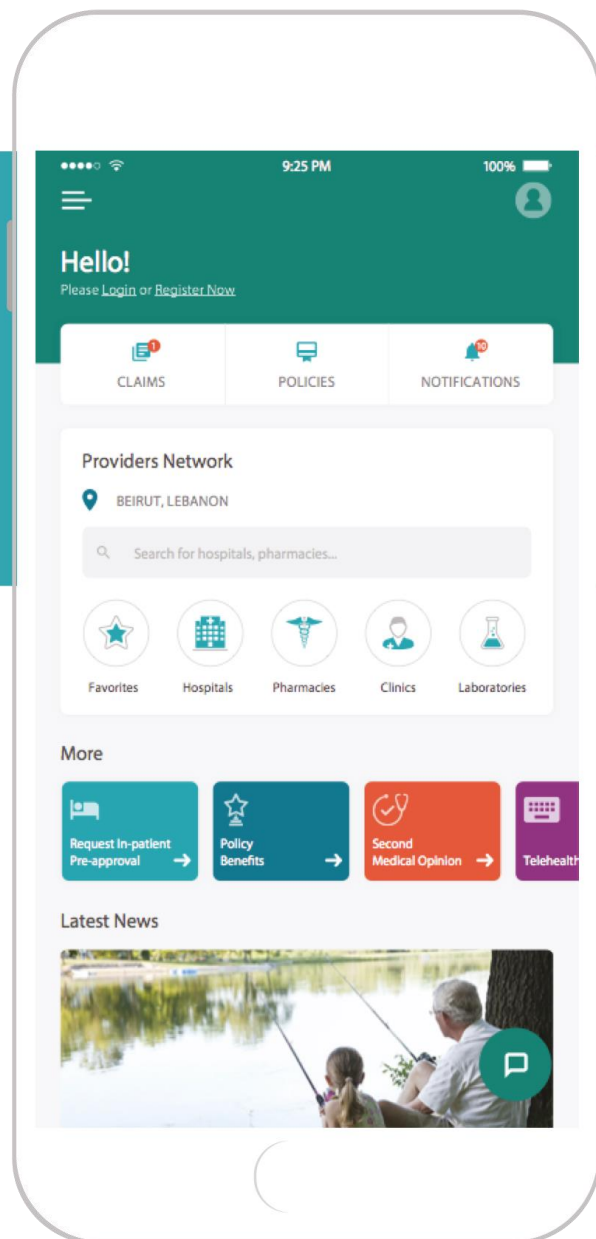 9:25 PM
100%
Hello!
Please Login or Register Now
1
10
CLAIMS
POLICIES
NOTIFICATIONS
Providers Network
BEIRUT, LEBANON
Search for hospitals, pharmacies...
Favorites
Hospitals
Pharmacies
Clinics
Laboratories
More
Request In-patient
Pre-approval
Policy
Benefits
Second
Medical Opinion
Telehealth
Latest News